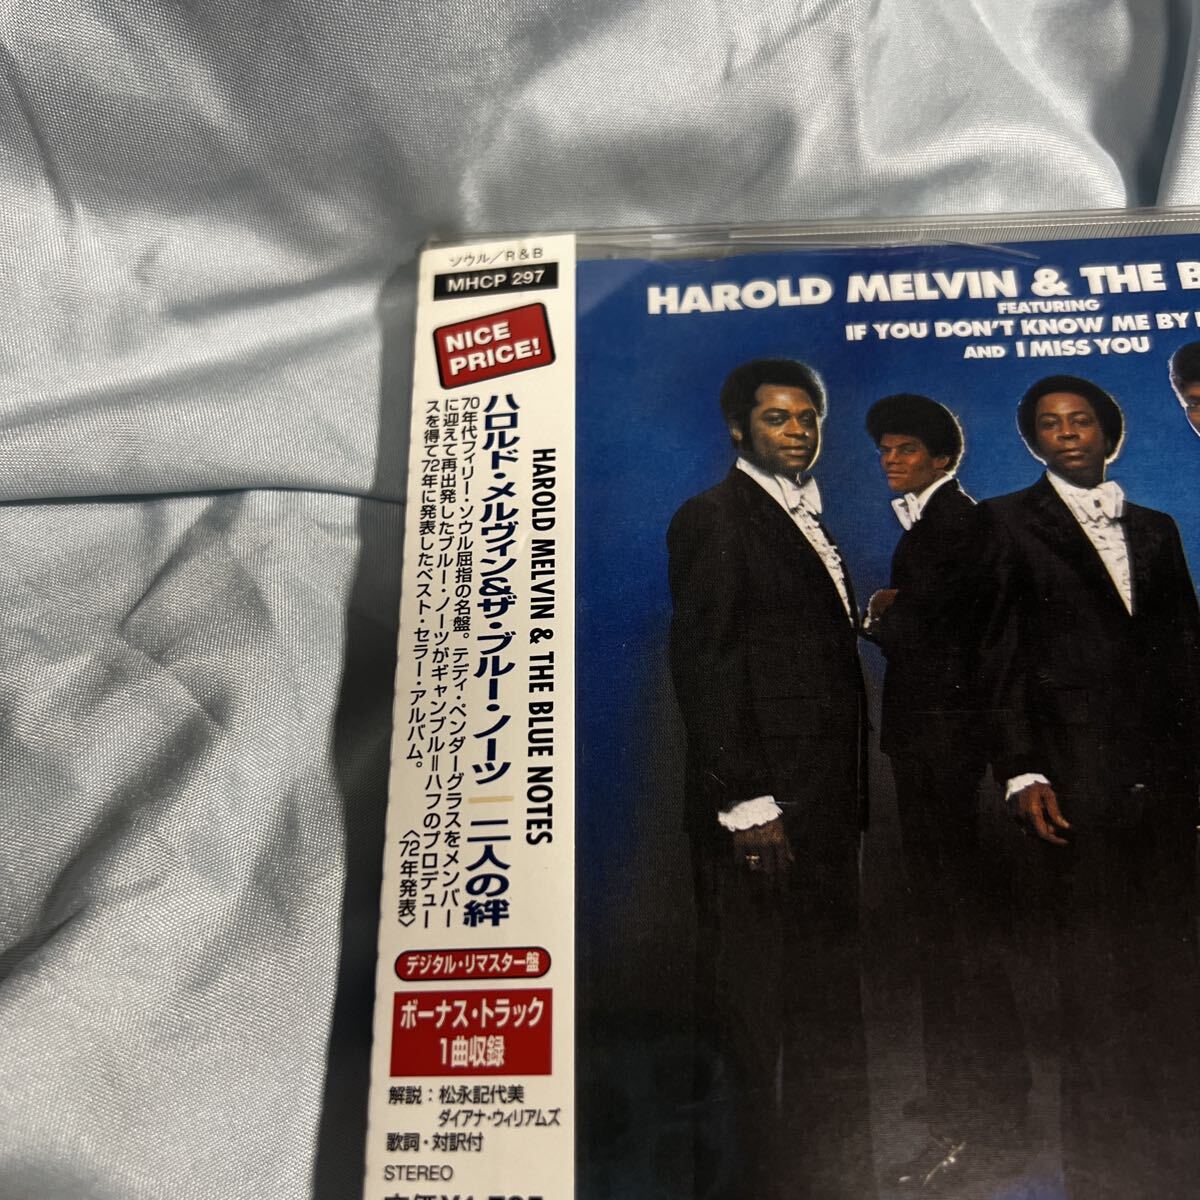 ソウル／R&B
MHCP 297
NICE
PRICE!
HAROLD MELVIN & THE BLUE NOTES
ハロルド・メルヴィン&ザ・ブルー・ノーツ｜二人の絆
70年代フィリー・ソウル屈指の名盤。テディ・ペンダーグラスをメンバー
に迎えて再出発したブルー・ノーツがギャンブル＝ハフのプロデュー
スを得て72年に発表したベスト・セラー・アルバム。
〈72年発表〉
デジタル・リマスター盤
ボーナス・トラック
1曲収録
解説：松永記代美
ダイアナ・ウィリアムズ
歌詞・対訳付
STEREO
HAROLD MELVIN & THE B
FEATURING
IF YOU DON'T KNOW ME BY
AND I MISS YOU